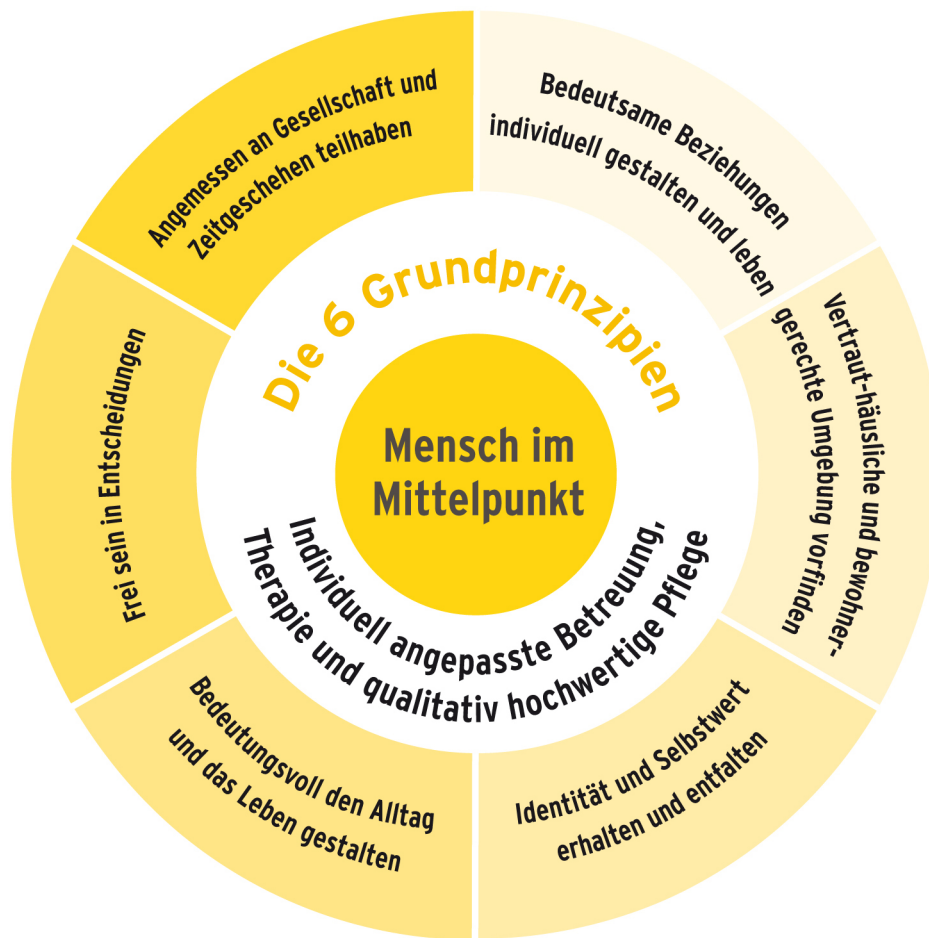 Die 6 Grundprinzipien
Mensch im
Mittelpunkt
Individuell angepasste Betreuung,
Therapie und qualitativ hochwertige Pflege
Bedeutsame Beziehungen
individuell gestalten und leben
Vertraut-häusliche und bewohner-
gerechte Umgebung vorfinden
Identität und Selbstwert
erhalten und entfalten
Bedeutungsvoll den Alltag
und das Leben gestalten
Frei sein in Entscheidungen
Angemessen an Gesellschaft und
Zeitgeschehen teilhaben